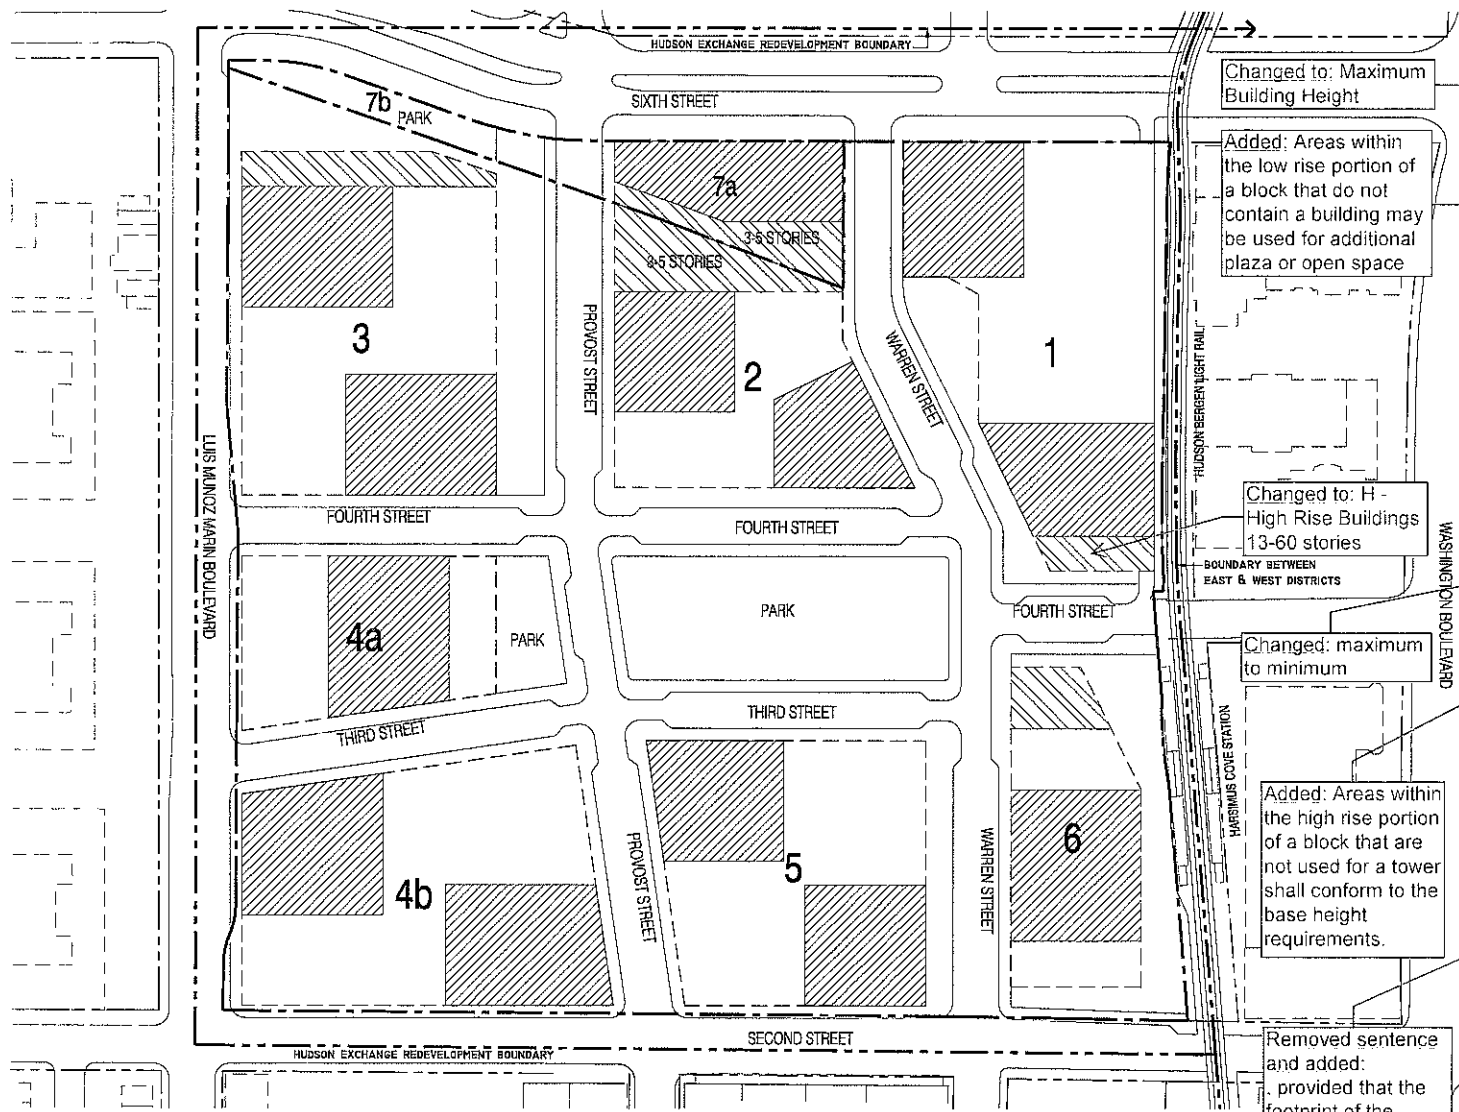 HUDSON EXCHANGE REDEVELOPMENT BOUNDARY
Changed to: Maximum
Building Height
7b
PARK
SIXTH STREET
Added: Areas within
the low rise portion of
a block that do not
contain a building may
be used for additional
plaza or open space
7a
3-5 STORIES
3-5 STORIES
3
PROVOST STREET
2
WARREN STREET
1
HUDSON BERGEN LIGHT RAIL
LUIS MUNOZ MARIN BOULEVARD
Changed to: H -
High Rise Buildings
13-60 stories
WASHINGTON BOULEVARD
FOURTH STREET
FOURTH STREET
BOUNDARY BETWEEN
EAST & WEST DISTRICTS
FOURTH STREET
4a
PARK
PARK
Changed: maximum
to minimum
THIRD STREET
THIRD STREET
HARSIMUS COVE STATION
Added: Areas within
the high rise portion
of a block that are
not used for a tower
shall conform to the
base height
requirements.
4b
PROVOST STREET
5
WARREN STREET
6
SECOND STREET
HUDSON EXCHANGE REDEVELOPMENT BOUNDARY
Removed sentence
and added:
, provided that the
footprint of the